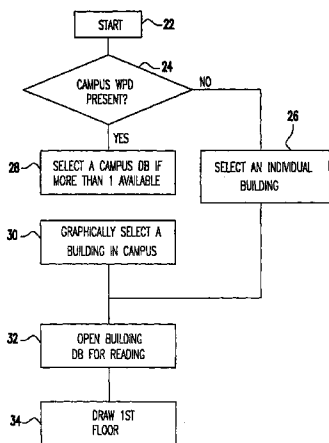 START
22
24
CAMPUS WPD
PRESENT?
NO
YES
26
28
SELECT A CAMPUS DB IF
MORE THAN 1 AVAILABLE
SELECT AN INDIVIDUAL
BUILDING
30
GRAPHICALLY SELECT A
BUILDING IN CAMPUS
32
OPEN BUILDING
DB FOR READING
34
DRAW 1ST
FLOOR